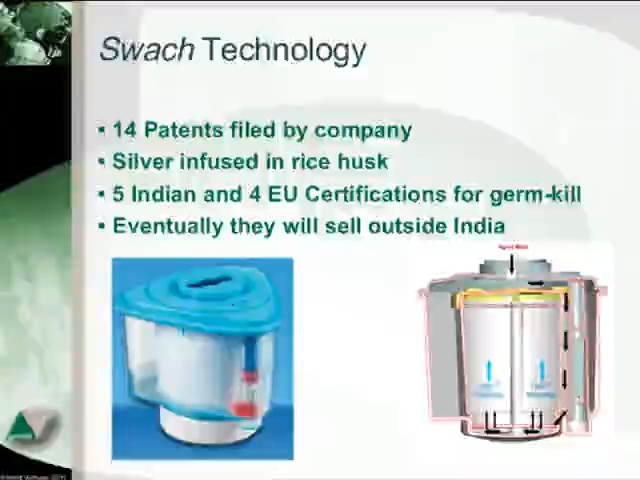 Swach Technology
▪ 14 Patents filed by company
▪ Silver infused in rice husk
▪ 5 Indian and 4 EU Certifications for germ-kill
▪ Eventually they will sell outside India